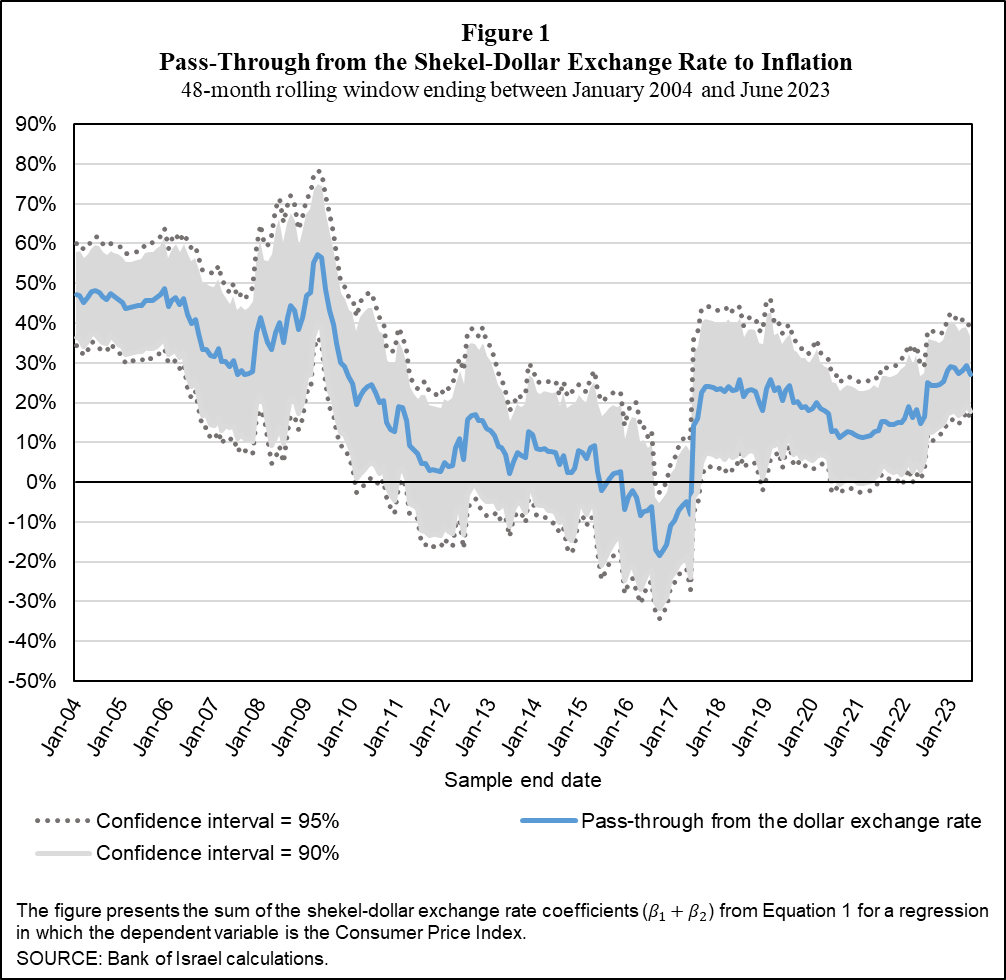 Figure 1
Pass-Through from the Shekel-Dollar Exchange Rate to Inflation
48-month rolling window ending between January 2004 and June 2023
90%
80%
70%
60%
50%
40%
30%
20%
10%
0%
-10%
-20%
-30%
-40%
-50%
Jan-04
Jan-05
Jan-06
Jan-07
Jan-08
Jan-09
Jan-10
Jan-11
Jan-12
Jan-13
Jan-14
Jan-15
Jan-16
Jan-17
Jan-18
Jan-19
Jan-20
Jan-21
Jan-22
Jan-23
Sample end date
Confidence interval = 95%
Pass-through from the dollar exchange rate
Confidence interval = 90%
The figure presents the sum of the shekel-dollar exchange rate coefficients (𝛽₁ + 𝛽₂) from Equation 1 for a regression
in which the dependent variable is the Consumer Price Index.
SOURCE: Bank of Israel calculations.